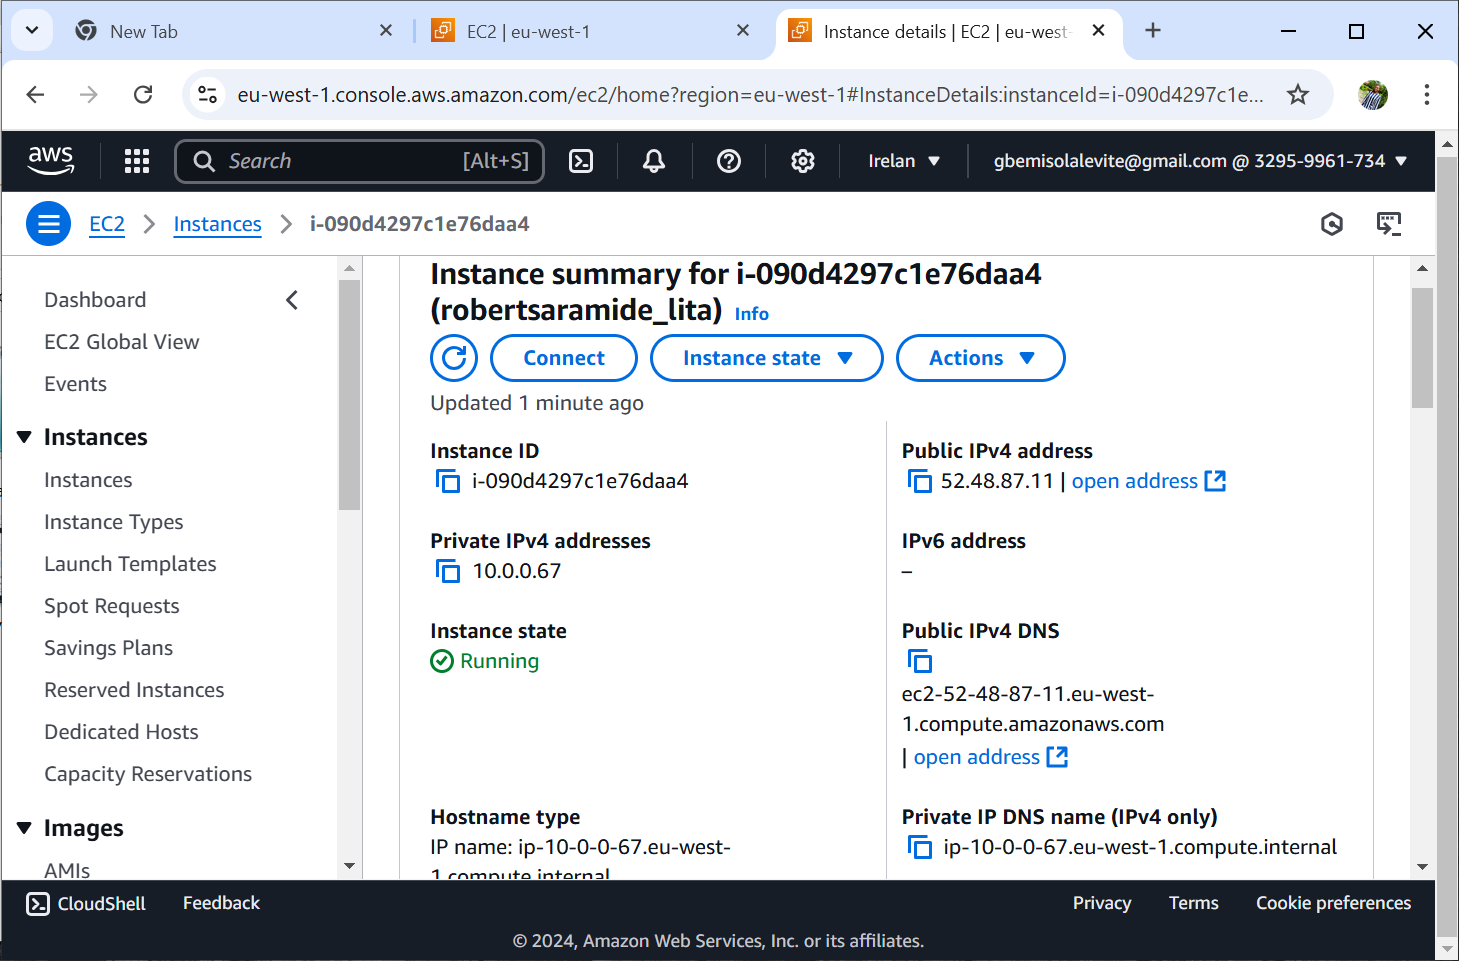 New Tab
EC2 | eu-west-1
Instance details | EC2 | eu-west-
eu-west-1.console.aws.amazon.com/ec2/home?region=eu-west-1#InstanceDetails:instanceId=i-090d4297c1e...
aws
Search [Alt+S]
Irelan
gbemisolalevite@gmail.com @ 3295-9961-734
EC2
Instances
i-090d4297c1e76daa4
Dashboard
EC2 Global View
Events
Instances
Instances
Instance Types
Launch Templates
Spot Requests
Savings Plans
Reserved Instances
Dedicated Hosts
Capacity Reservations
Images
AMIs
Instance summary for i-090d4297c1e76daa4
(robertsaramide_lita) Info
Connect
Instance state
Actions
Updated 1 minute ago
Instance ID
i-090d4297c1e76daa4
Public IPv4 address
52.48.87.11 | open address
Private IPv4 addresses
10.0.0.67
IPv6 address
–
Instance state
Running
Public IPv4 DNS
ec2-52-48-87-11.eu-west-
1.compute.amazonaws.com
| open address
Hostname type
IP name: ip-10-0-0-67.eu-west-
1.compute.internal
Private IP DNS name (IPv4 only)
ip-10-0-0-67.eu-west-1.compute.internal
CloudShell
Feedback
Privacy
Terms
Cookie preferences
© 2024, Amazon Web Services, Inc. or its affiliates.